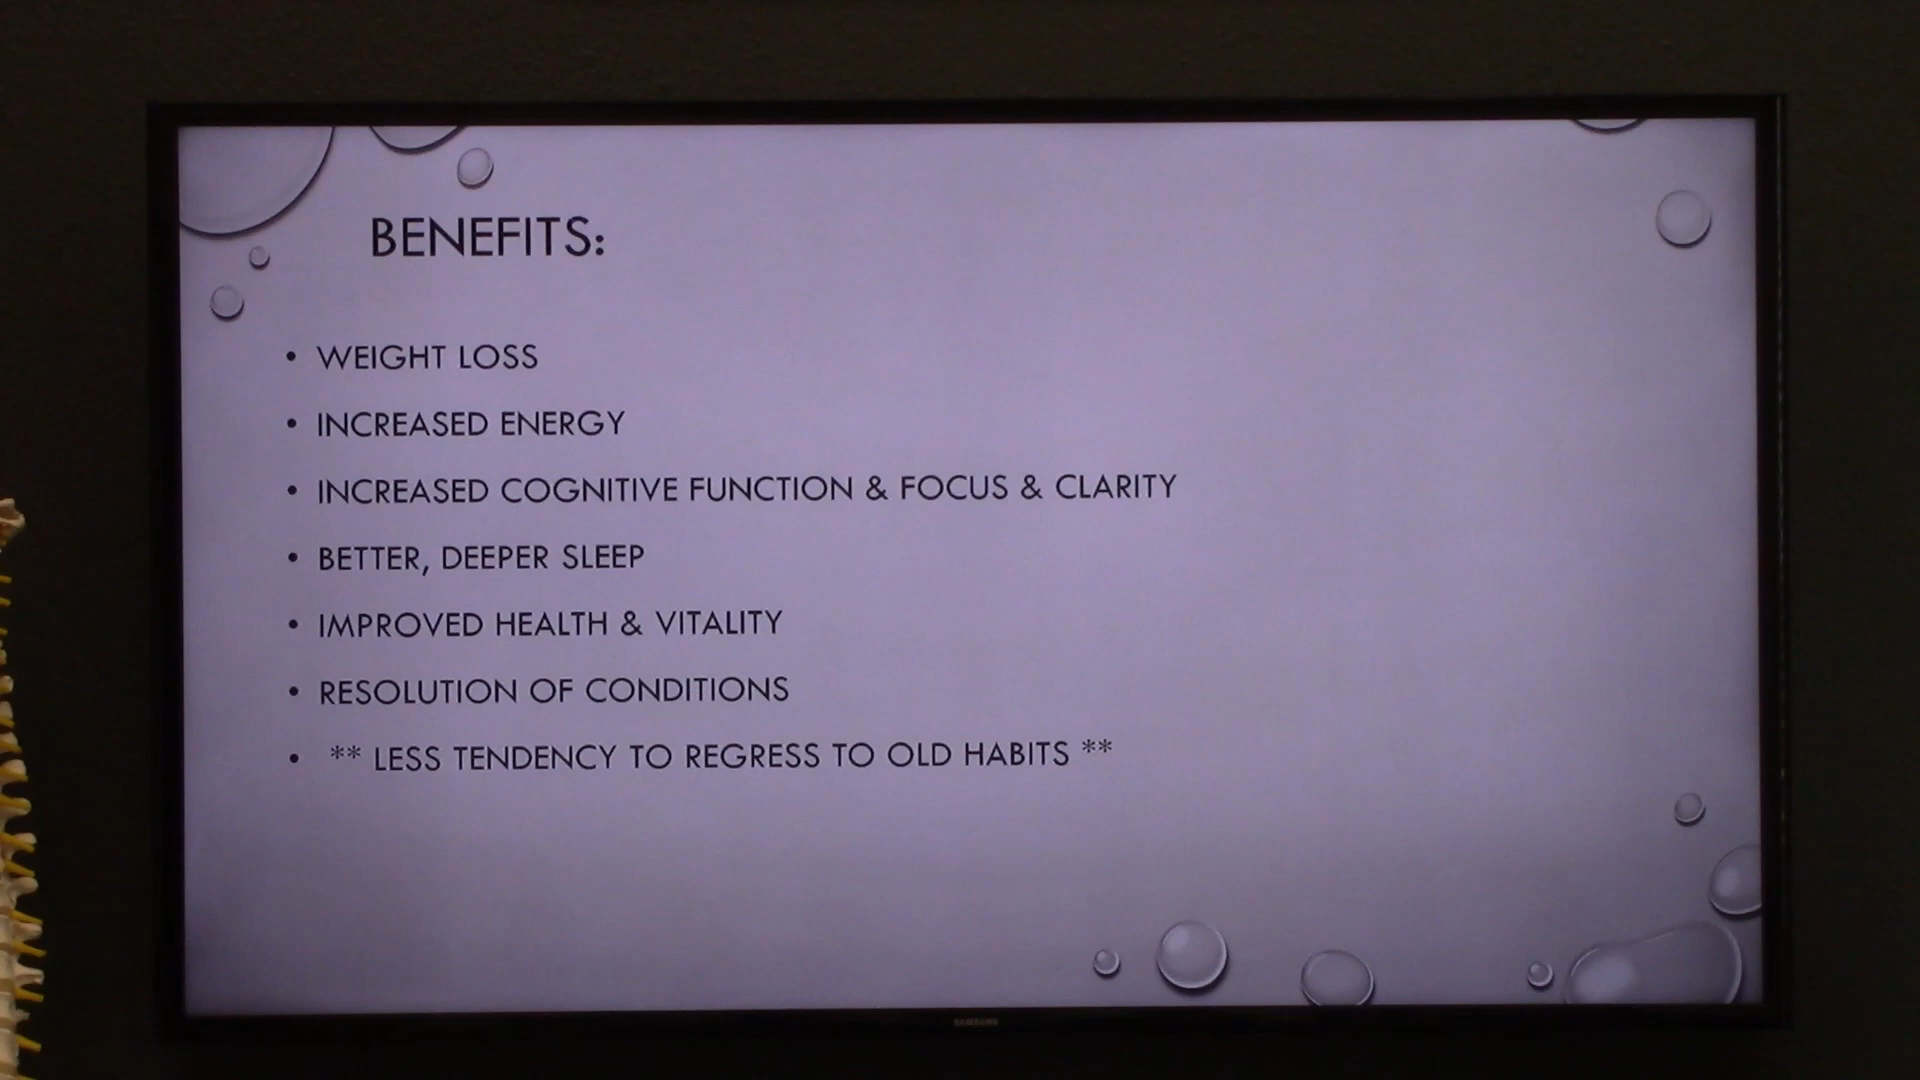 BENEFITS:
• WEIGHT LOSS
• INCREASED ENERGY
• INCREASED COGNITIVE FUNCTION & FOCUS & CLARITY
• BETTER, DEEPER SLEEP
• IMPROVED HEALTH & VITALITY
• RESOLUTION OF CONDITIONS
• ** LESS TENDENCY TO REGRESS TO OLD HABITS **
SAMSUNG